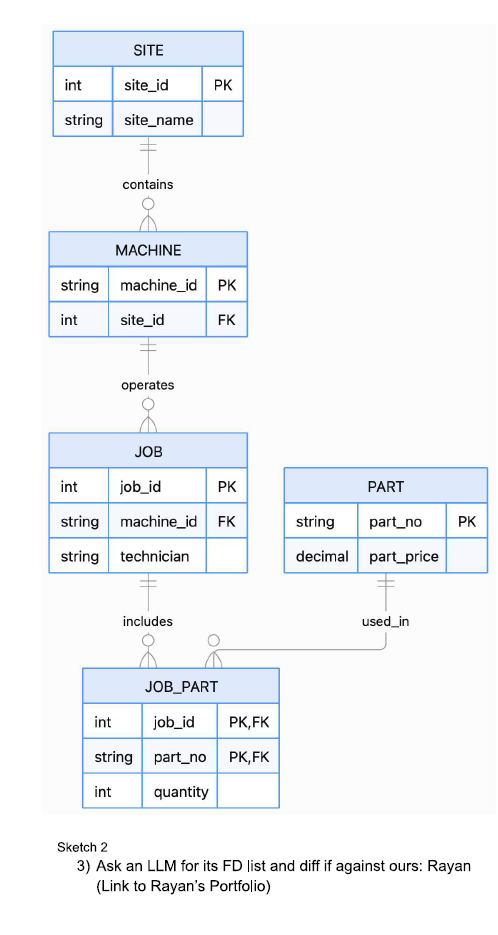 SITE
int site_id PK
string site_name
contains
MACHINE
string machine_id PK
int site_id FK
operates
JOB
int job_id PK
string machine_id FK
string technician
PART
string part_no PK
decimal part_price
includes
used_in
JOB_PART
int job_id PK,FK
string part_no PK,FK
int quantity
Sketch 2
3) Ask an LLM for its FD list and diff if against ours: Rayan
(Link to Rayan's Portfolio)